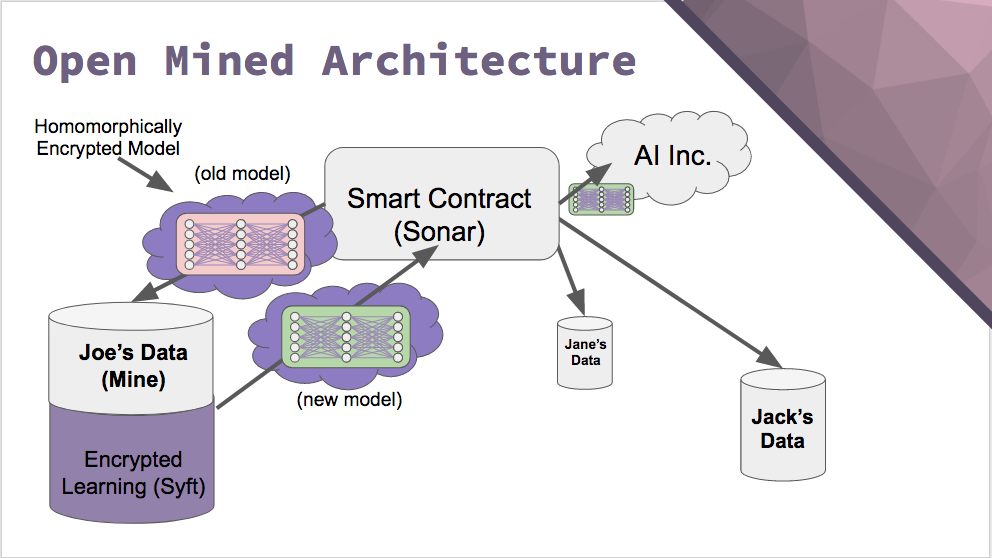 Open Mined Architecture
Homomorphically
Encrypted Model
(old model)
Smart Contract
(Sonar)
AI Inc.
Joe's Data
(Mine)
Encrypted
Learning (Syft)
(new model)
Jane's
Data
Jack's
Data